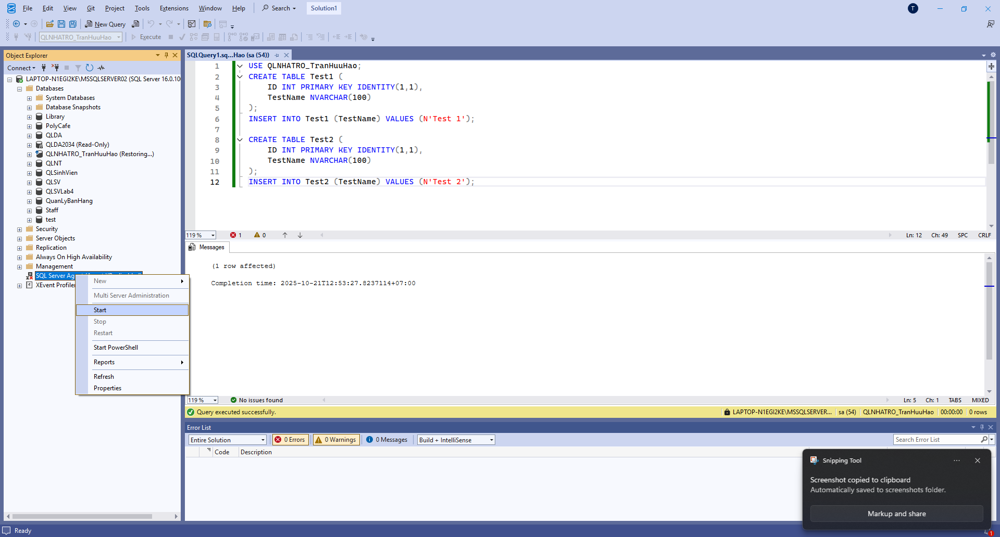 File Edit View Git Project Tools Extensions Window Help Search Solution1 T
New Query
QLNHATRO_TranHuuHao Execute
Object Explorer
Connect
LAPTOP-N1EGI2KE\MSSQLSERVER02 (SQL Server 16.0.10
Databases
System Databases
Database Snapshots
Library
PolyCafe
QLDA
QLDA2034 (Read-Only)
QLNHATRO_TranHuuHao (Restoring...)
QLNT
QLSinhVien
QLSV
QLSVLab4
QuanLyBanHang
Staff
test
Security
Server Objects
Replication
Always On High Availability
Management
SQL Server Ag
XEvent Profiler
New
Multi Server Administration
Start
Stop
Restart
Start PowerShell
Reports
Refresh
Properties
SQLQuery1.sq...Hao (sa (54))
1 USE QLNHATRO_TranHuuHao;
2 CREATE TABLE Test1 (
3 ID INT PRIMARY KEY IDENTITY(1,1),
4 TestName NVARCHAR(100)
5 );
6 INSERT INTO Test1 (TestName) VALUES (N'Test 1');
7
8 CREATE TABLE Test2 (
9 ID INT PRIMARY KEY IDENTITY(1,1),
10 TestName NVARCHAR(100)
11 );
12 INSERT INTO Test2 (TestName) VALUES (N'Test 2');
119 % 1 0 Ln: 12 Ch: 49 SPC CRLF
Messages
(1 row affected)
Completion time: 2025-10-21T12:53:27.8237114+07:00
119 % No issues found Ln: 5 Ch: 1 TABS MIXED
Query executed successfully. LAPTOP-N1EGI2KE\MSSQLSERVER... sa (54) QLNHATRO_TranHuuHao 00:00:00 0 rows
Error List
Entire Solution 0 Errors 0 Warnings 0 Messages Build + IntelliSense Search Error List
Code Description
Snipping Tool
Screenshot copied to clipboard
Automatically saved to screenshots folder.
Markup and share
Ready 1